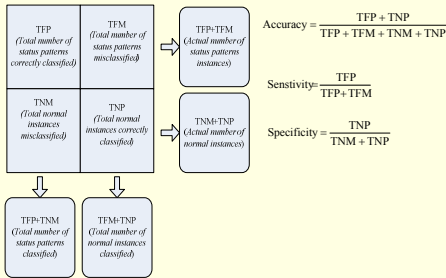 TFP
(Total number of
status patterns
correctly classified)
TFM
(Total number of
status patterns
misclassified)
TFP+TFM
(Actual number of
status patterns
instances)
TNM
(Total normal
instances
misclassified)
TNP
(Total normal
instances correctly
classified)
TNM+TNP
(Actual number of
normal instances)
TFP+TNM
(Total number of
status patterns
classified)
TFM+TNP
(Total number of
normal instances
classified)
Accuracy = TFP + TNP / TFP + TFM + TNM + TNP
Senstivity= TFP / TFP+TFM
Specificity = TNP / TNM + TNP